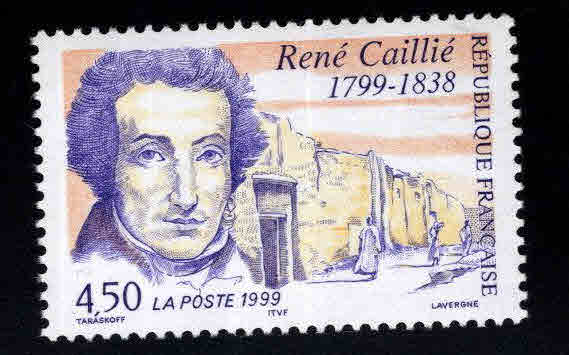 René Caillié
1799-1838
RÉPUBLIQUE FRANÇAISE
4,50 LA POSTE 1999
TARASKOFF ITVF LAVERGNE